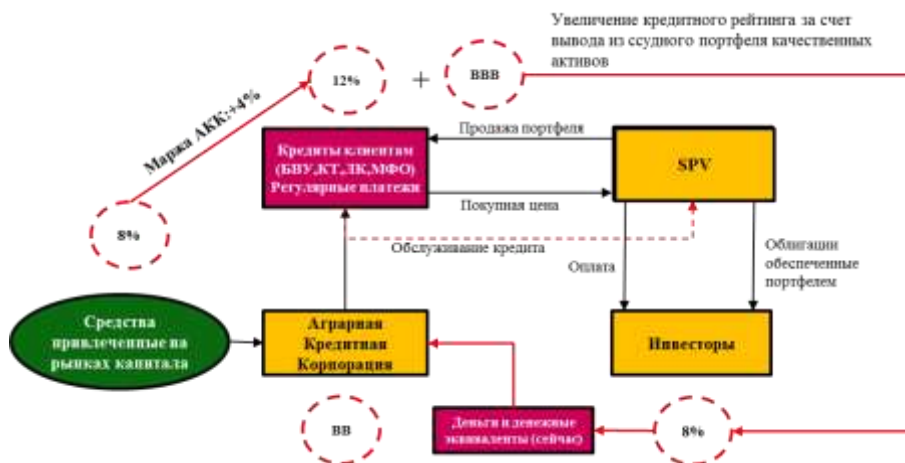 Увеличение кредитного рейтинга за счет
вывода из ссудного портфеля качественных
активов
12%
+
BBB
Маржа АКК:+4%
8%
Кредиты клиентам
(БВУ,КТ,ЛК,МФО)
Регулярные платежи
Продажа портфеля
SPV
Покупная цена
Обслуживание кредита
Оплата
Облигации
обеспеченные
портфелем
Средства
привлеченные на
рынках капитала
Аграрная
Кредитная
Корпорация
Инвесторы
BB
Деньги и денежные
эквиваленты (сейчас)
8%